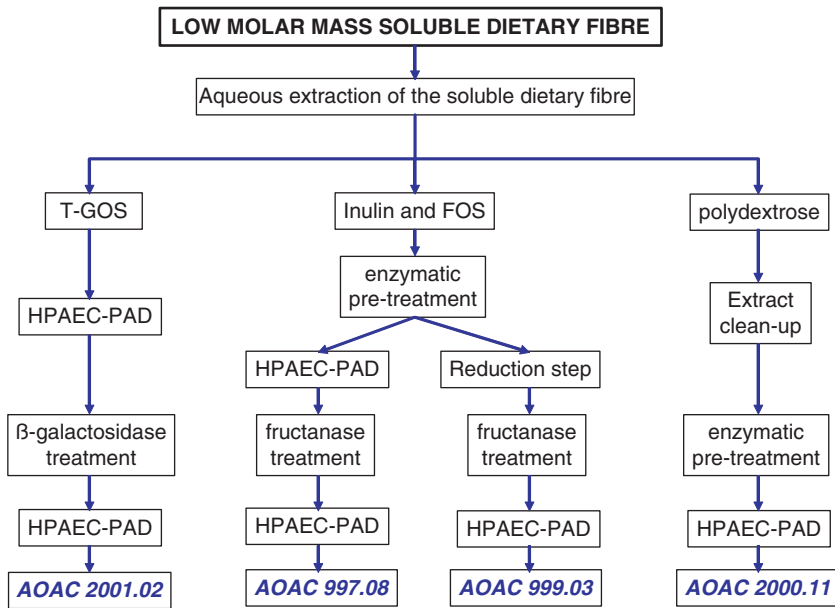 LOW MOLAR MASS SOLUBLE DIETARY FIBRE
Aqueous extraction of the soluble dietary fibre
T-GOS
Inulin and FOS
polydextrose
enzymatic
pre-treatment
HPAEC-PAD
Extract
clean-up
HPAEC-PAD
Reduction step
ß-galactosidase
treatment
fructanase
treatment
fructanase
treatment
enzymatic
pre-treatment
HPAEC-PAD
HPAEC-PAD
HPAEC-PAD
HPAEC-PAD
AOAC 2001.02
AOAC 997.08
AOAC 999.03
AOAC 2000.11